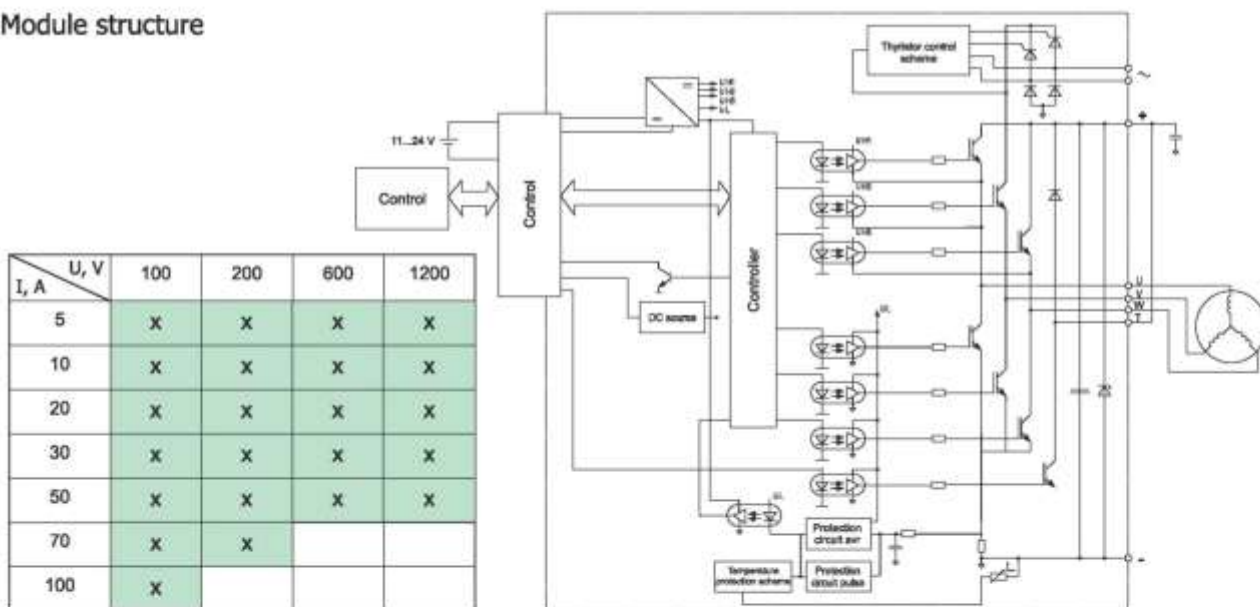 Module structure
Thyristor control
scheme
~
+
11...24 V
Control
Control
Controller
DC source
U
V
W
T
Protection
circuit avr
Temperature
protection scheme
Protection
circuit pulse
-
U, V 100 200 600 1200
I, A
5 X X X X
10 X X X X
20 X X X X
30 X X X X
50 X X X X
70 X X
100 X